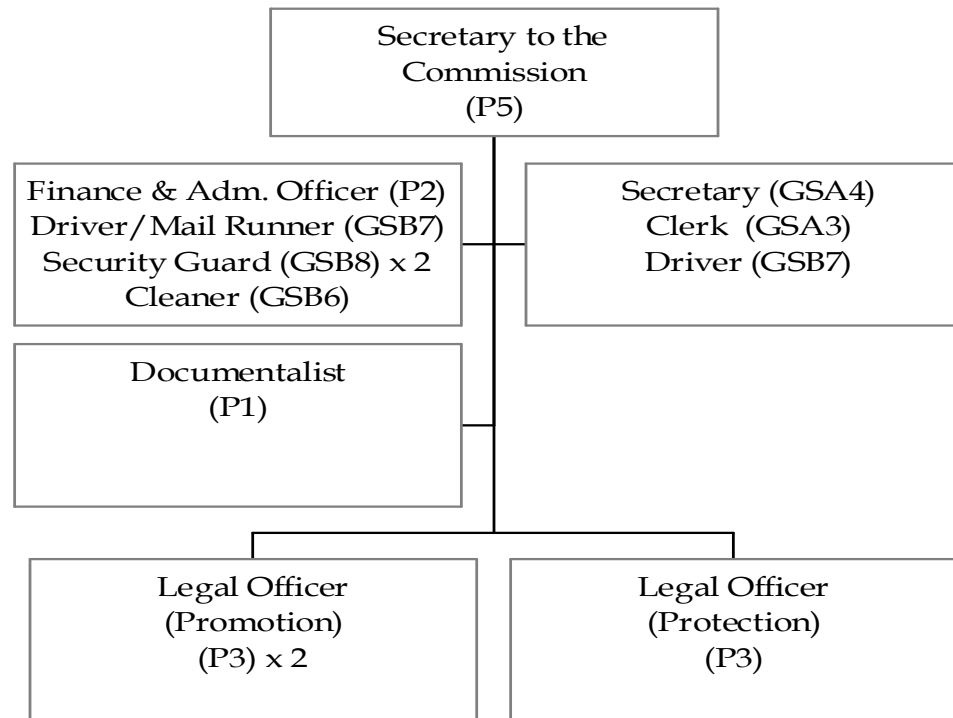 Secretary to the
Commission
(P5)
Finance & Adm. Officer (P2)
Driver/Mail Runner (GSB7)
Security Guard (GSB8) x 2
Cleaner (GSB6)
Secretary (GSA4)
Clerk (GSA3)
Driver (GSB7)
Documentalist
(P1)
Legal Officer
(Promotion)
(P3) x 2
Legal Officer
(Protection)
(P3)